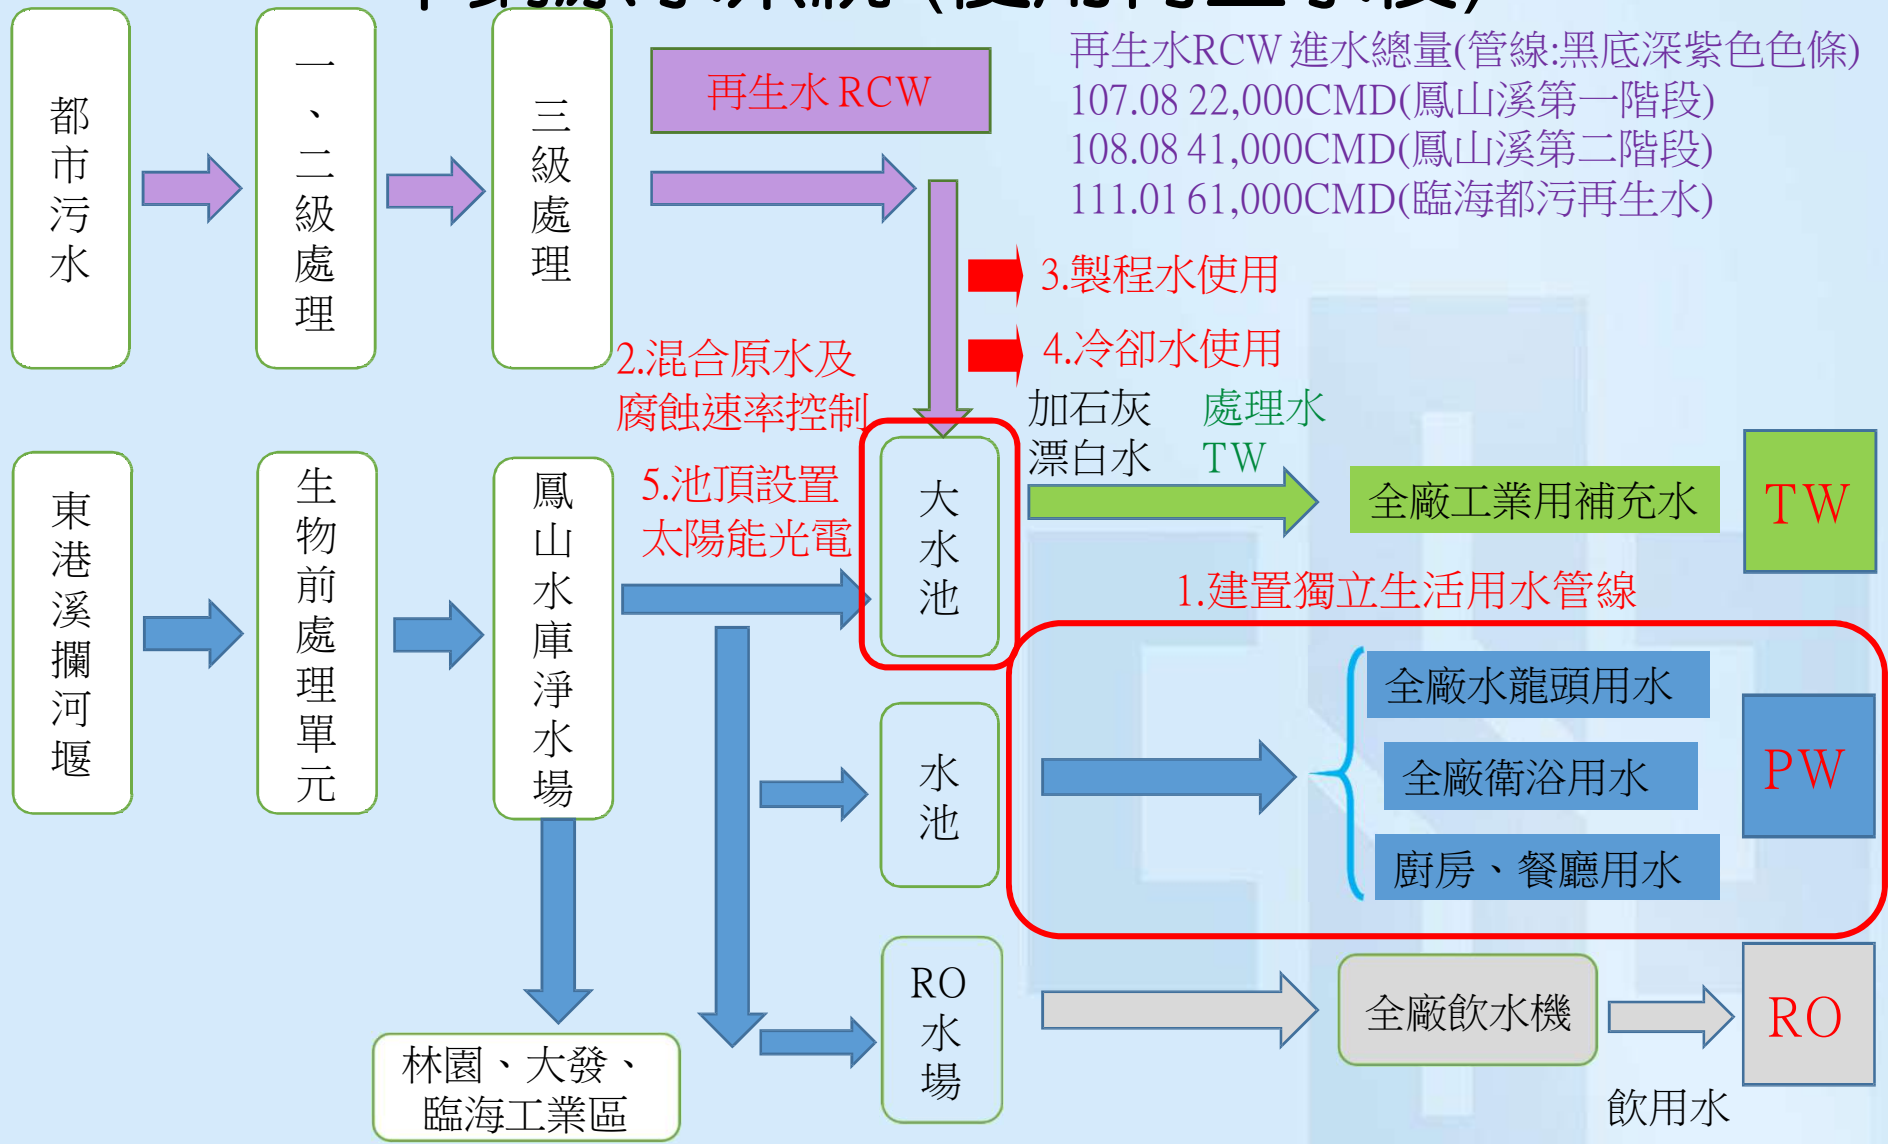 (使用再生水後)
都市污水
一、二級處理
三級處理
再生水 RCW
再生水RCW 進水總量(管線:黑底深紫色色條)
107.08 22,000CMD(鳳山溪第一階段)
108.08 41,000CMD(鳳山溪第二階段)
111.01 61,000CMD(臨海都污再生水)
3.製程水使用
4.冷卻水使用
2.混合原水及
腐蝕速率控制
5.池頂設置
太陽能光電
加石灰
漂白水
處理水
TW
東港溪攔河堰
生物前處理單元
鳳山水庫淨水場
大水池
全廠工業用補充水
TW
1.建置獨立生活用水管線
水池
全廠水龍頭用水
全廠衛浴用水
廚房、餐廳用水
PW
RO水場
全廠飲水機
RO
飲用水
林園、大發、
臨海工業區